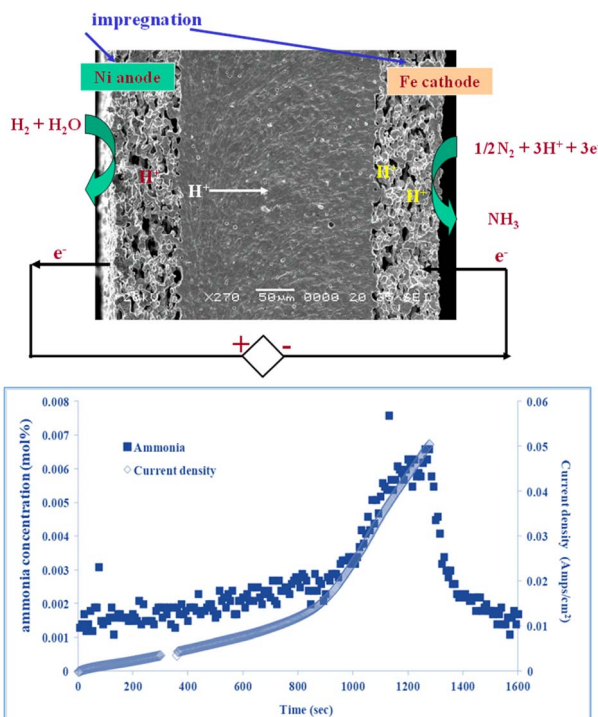 impregnation
Ni anode
Fe cathode
H₂ + H₂O
1/2 N₂ + 3H⁺ + 3e
H⁺
H⁺
H⁺
H⁺
NH₃
e⁻
e⁻
X270 50μm 0000 20
+ -
0.008
0.007
0.006
0.005
0.004
0.003
0.002
0.001
0
ammonia concentration (mol%)
Ammonia
Current density
0.06
0.05
0.04
0.03
0.02
0.01
0
Current density (Amps/cm²)
0 200 400 600 800 1000 1200 1400 1600
Time (sec)